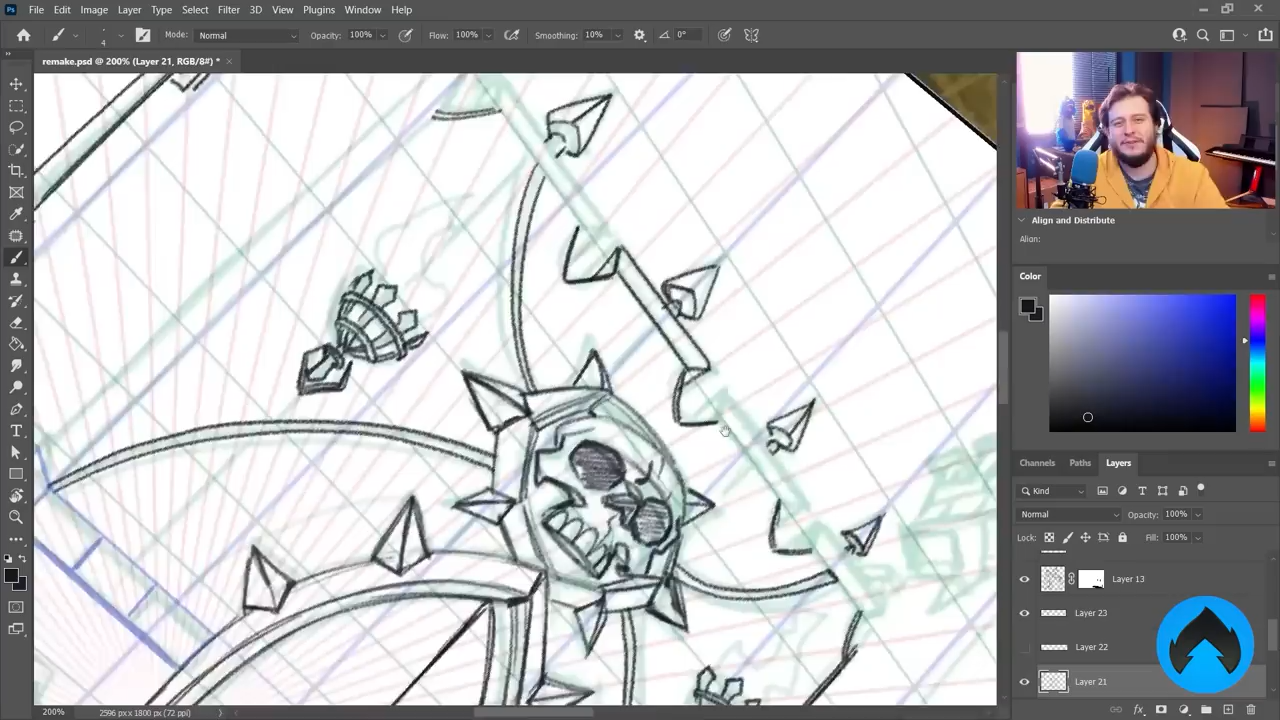 Ps File Edit Image Layer Type Select Filter 3D View Plugins Window Help
4 Mode: Normal Opacity: 100% Flow: 100% Smoothing: 10% 0°
remake.psd @ 200% (Layer 21, RGB/8#) * ×
Align and Distribute
Align:
Color
Channels Paths Layers
Kind
Normal Opacity: 100%
Lock: Fill: 100%
Layer 13
Layer 23
Layer 22
Layer 21
200% 2596 px x 1800 px (72 ppi)